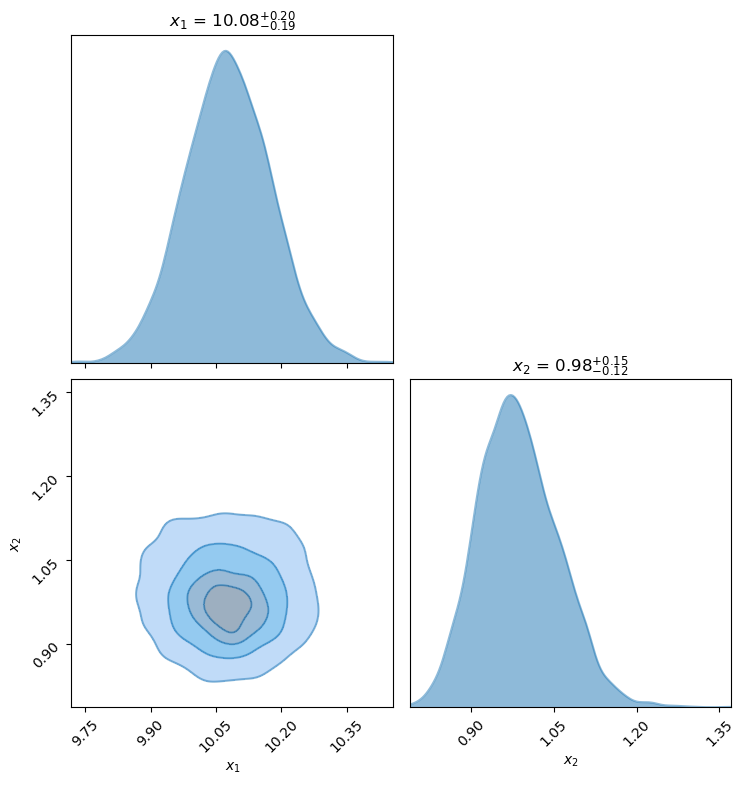 x₁ = 10.08⁺⁰·²⁰₋₀.₁₉
1.35
1.20
1.05
0.90
x₂
9.75
9.90
10.05
10.20
10.35
x₁
x₂ = 0.98⁺⁰·¹⁵₋₀.₁₂
0.90
1.05
1.20
1.35
x₂